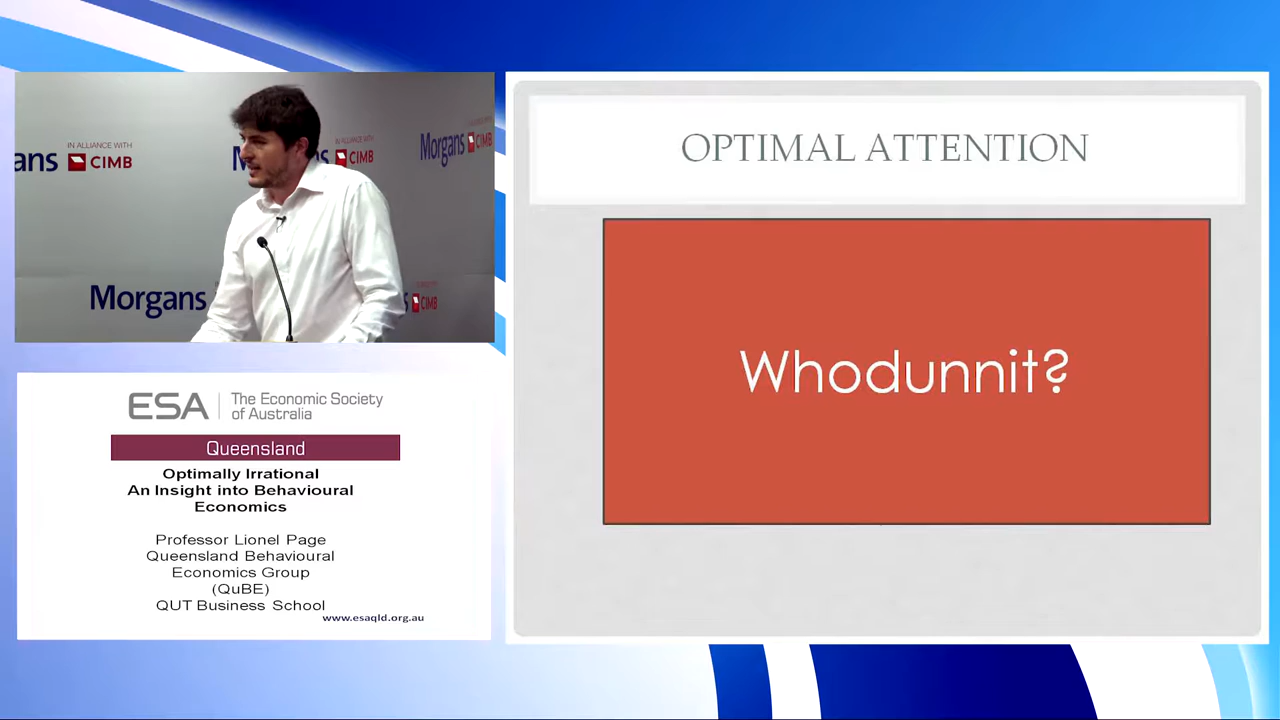 IN ALLIANCE WITH
ans CIMB
IN ALLIANCE WITH
CIMB
Morgans CIMB
Morgans
CIMB
ESA The Economic Society
of Australia
Queensland
Optimally Irrational
An Insight into Behavioural
Economics
Professor Lionel Page
Queensland Behavioural
Economics Group
(QuBE)
QUT Business School
www.esaqld.org.au
OPTIMAL ATTENTION
Whodunnit?